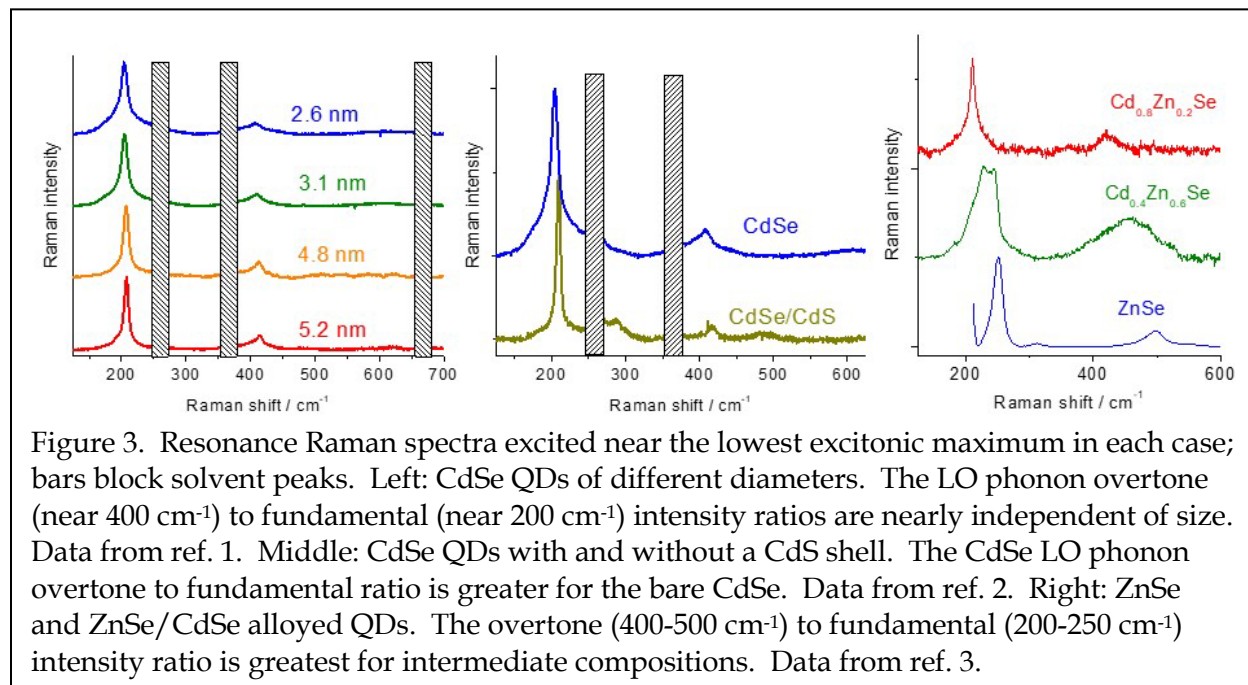 Raman intensity
2.6 nm
3.1 nm
4.8 nm
5.2 nm
200 300 400 500 600 700
Raman shift / cm-1
Raman intensity
CdSe
CdSe/CdS
200 300 400 500 600
Raman shift / cm-1
Raman intensity
Cd0.8Zn0.2Se
Cd0.4Zn0.6Se
ZnSe
200 400 600
Raman shift / cm-1
Figure 3. Resonance Raman spectra excited near the lowest excitonic maximum in each case;
bars block solvent peaks. Left: CdSe QDs of different diameters. The LO phonon overtone
(near 400 cm-1) to fundamental (near 200 cm-1) intensity ratios are nearly independent of size.
Data from ref. 1. Middle: CdSe QDs with and without a CdS shell. The CdSe LO phonon
overtone to fundamental ratio is greater for the bare CdSe. Data from ref. 2. Right: ZnSe
and ZnSe/CdSe alloyed QDs. The overtone (400-500 cm-1) to fundamental (200-250 cm-1)
intensity ratio is greatest for intermediate compositions. Data from ref. 3.